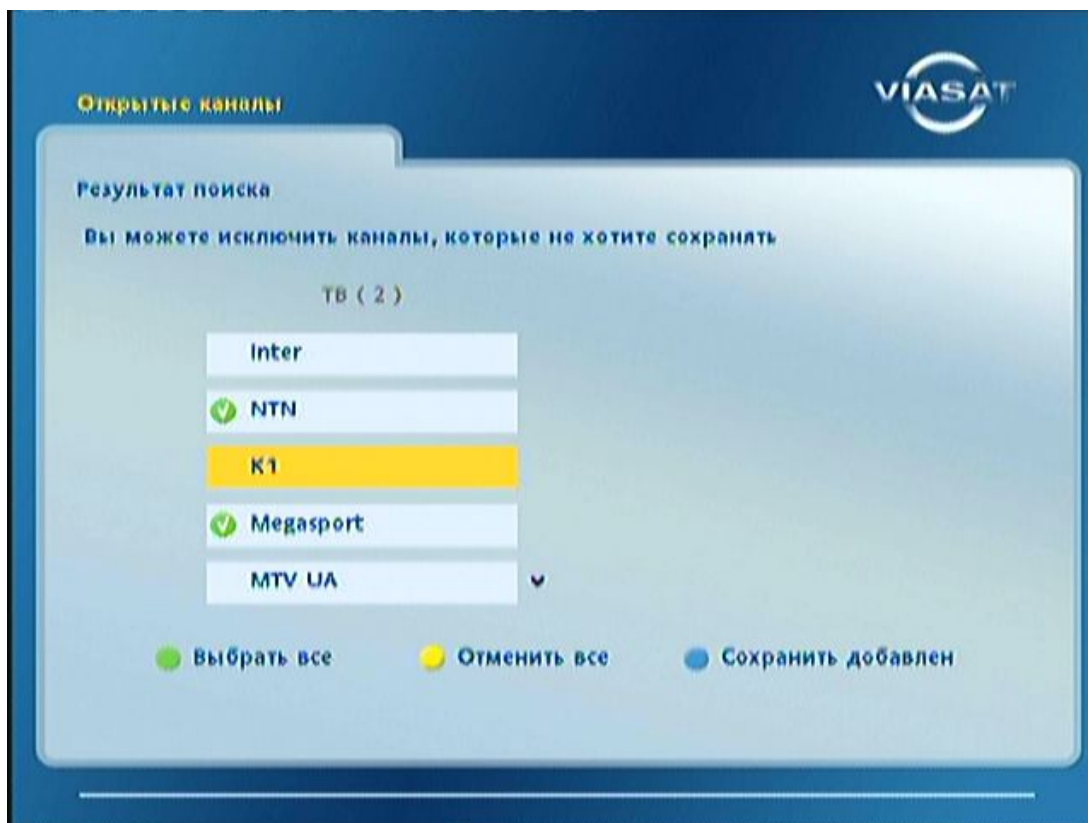 VIASAT
Открытые каналы
Результат поиска
Вы можете исключить каналы, которые не хотите сохранять
ТВ ( 2 )
Inter
NTN
K1
Megasport
MTV UA
Выбрать все
Отменить все
Сохранить добавлен